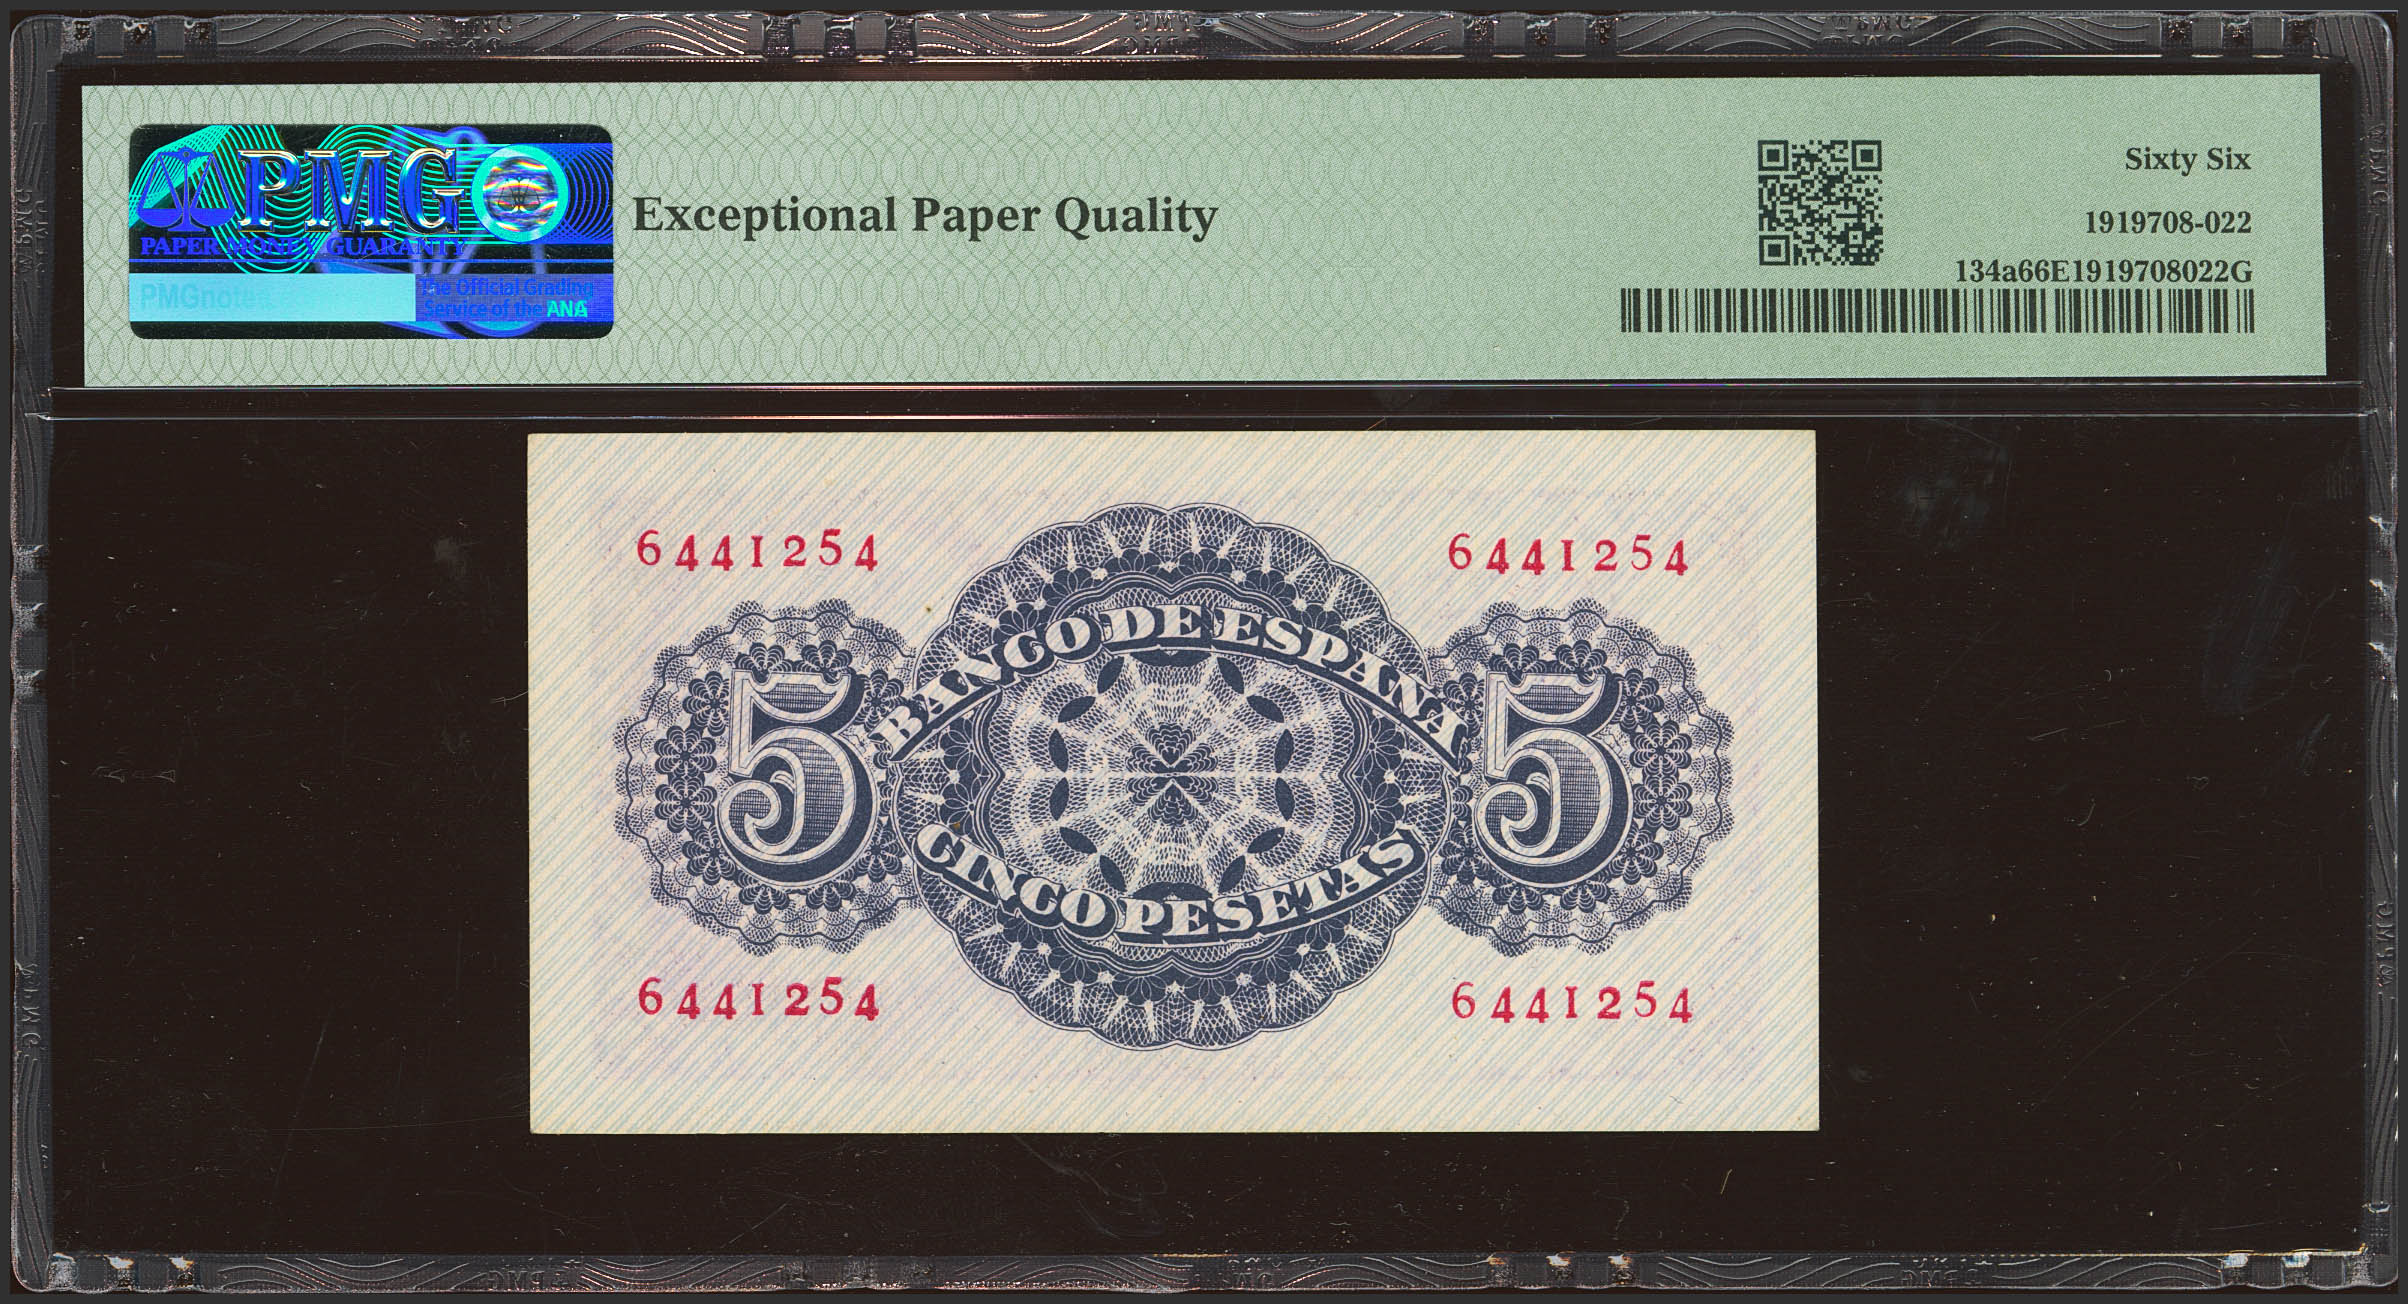 PMG
PAPER MONEY GUARANTY
PMGnotes
The Official Grading
Service of the ANA
Exceptional Paper Quality
Sixty Six
1919708-022
134a66E1919708022G
6441254
6441254
BANCO DE ESPANA
5
5
CINCO PESETAS
6441254
6441254